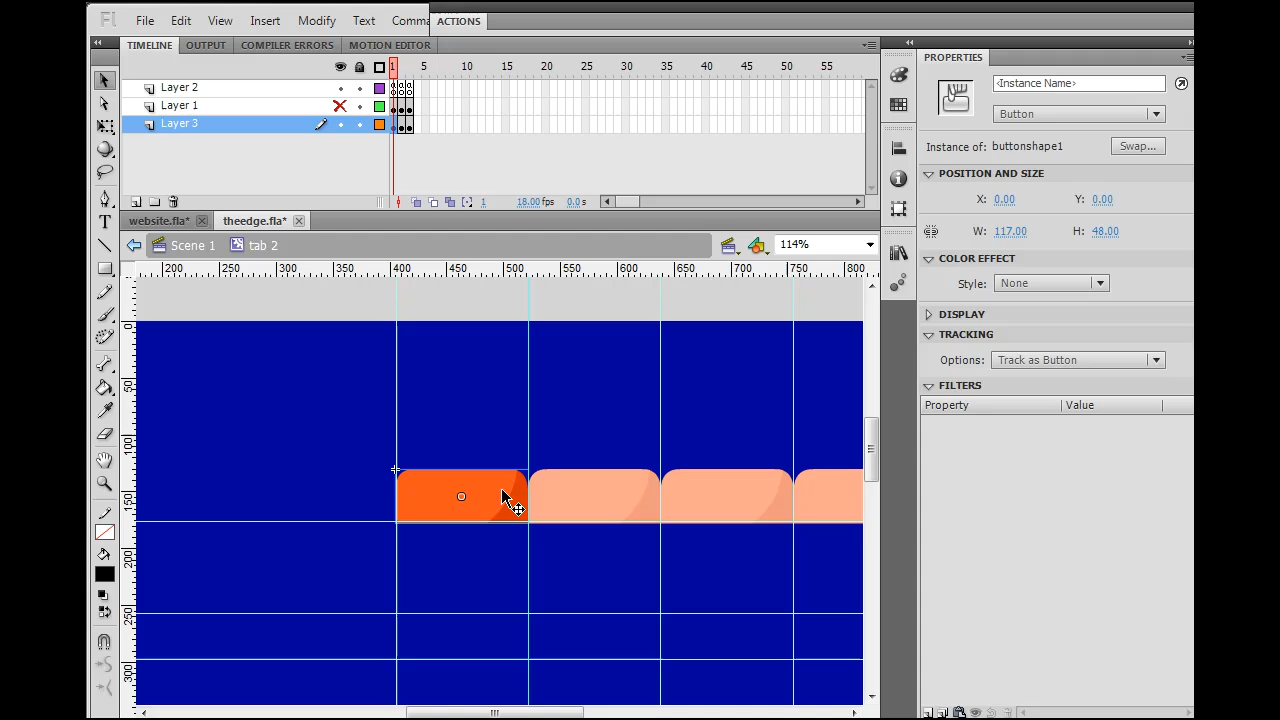 Fl File Edit View Insert Modify Text Comma ACTIONS
TIMELINE OUTPUT COMPILER ERRORS MOTION EDITOR
PROPERTIES
1 5 10 15 20 25 30 35 40 45 50 55
Layer 2
Layer 1
Layer 3
<Instance Name>
Button
Instance of: buttonshape1 Swap...
POSITION AND SIZE
X: 0.00 Y: 0.00
W: 117.00 H: 48.00
1 18.00 fps 0.0 s
website.fla* theedge.fla*
Scene 1 tab 2 114%
COLOR EFFECT
Style: None
DISPLAY
TRACKING
Options: Track as Button
FILTERS
Property Value
200 250 300 350 400 450 500 550 600 650 700 750 800
0
50
100
150
200
250
300
T